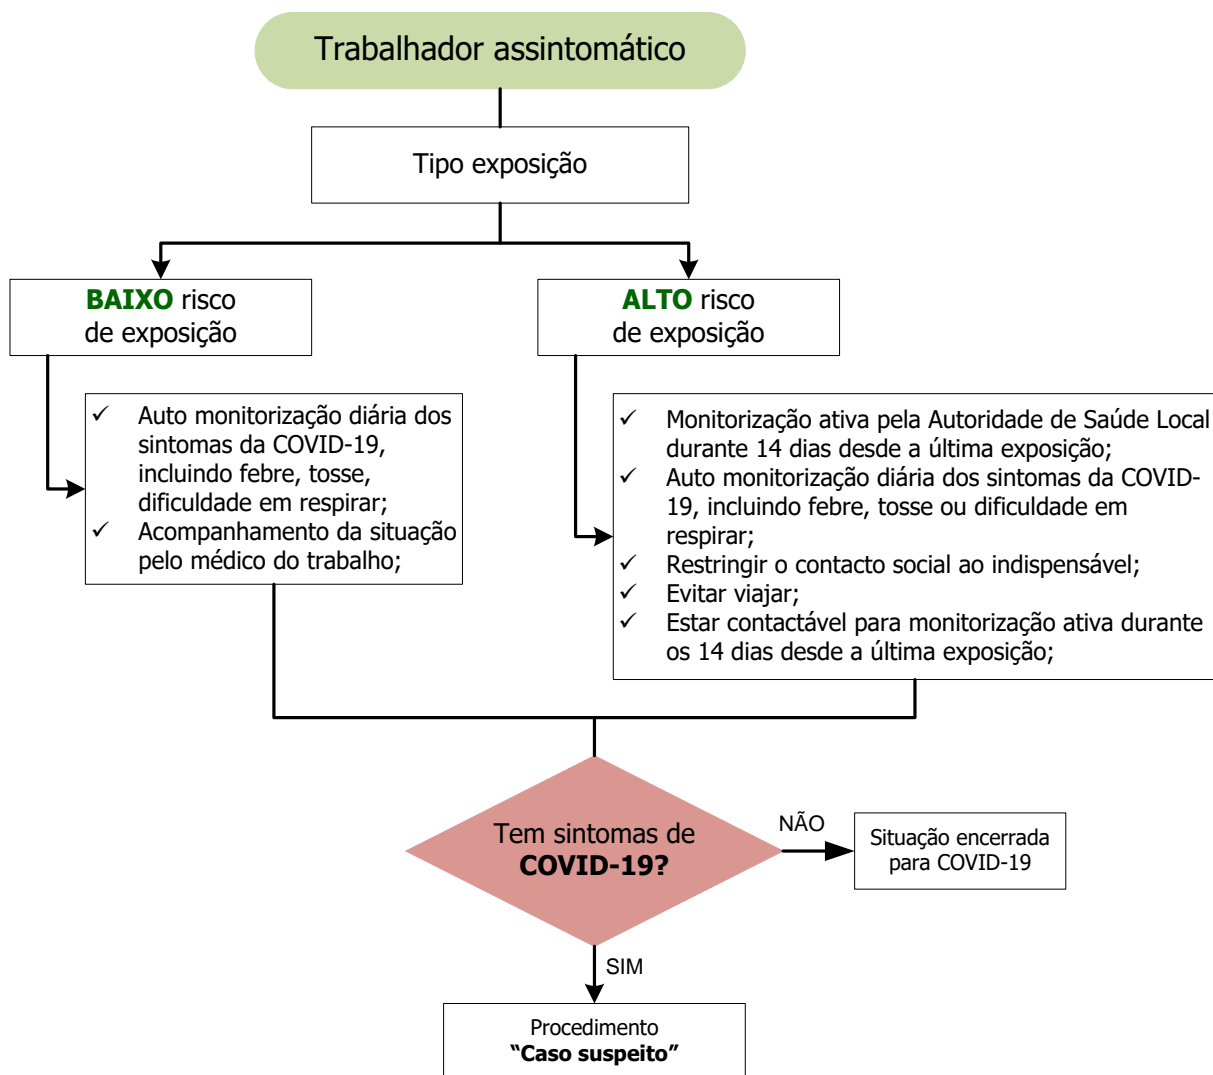 Trabalhador assintomático
Tipo exposição
BAIXO risco
de exposição
ALTO risco
de exposição
✓ Auto monitorização diária dos
sintomas da COVID-19,
incluindo febre, tosse,
dificuldade em respirar;
✓ Acompanhamento da situação
pelo médico do trabalho;
✓ Monitorização ativa pela Autoridade de Saúde Local
durante 14 dias desde a última exposição;
✓ Auto monitorização diária dos sintomas da COVID-
19, incluindo febre, tosse ou dificuldade em
respirar;
✓ Restringir o contacto social ao indispensável;
✓ Evitar viajar;
✓ Estar contactável para monitorização ativa durante
os 14 dias desde a última exposição;
Tem sintomas de
COVID-19?
NÃO
Situação encerrada
para COVID-19
SIM
Procedimento
“Caso suspeito”